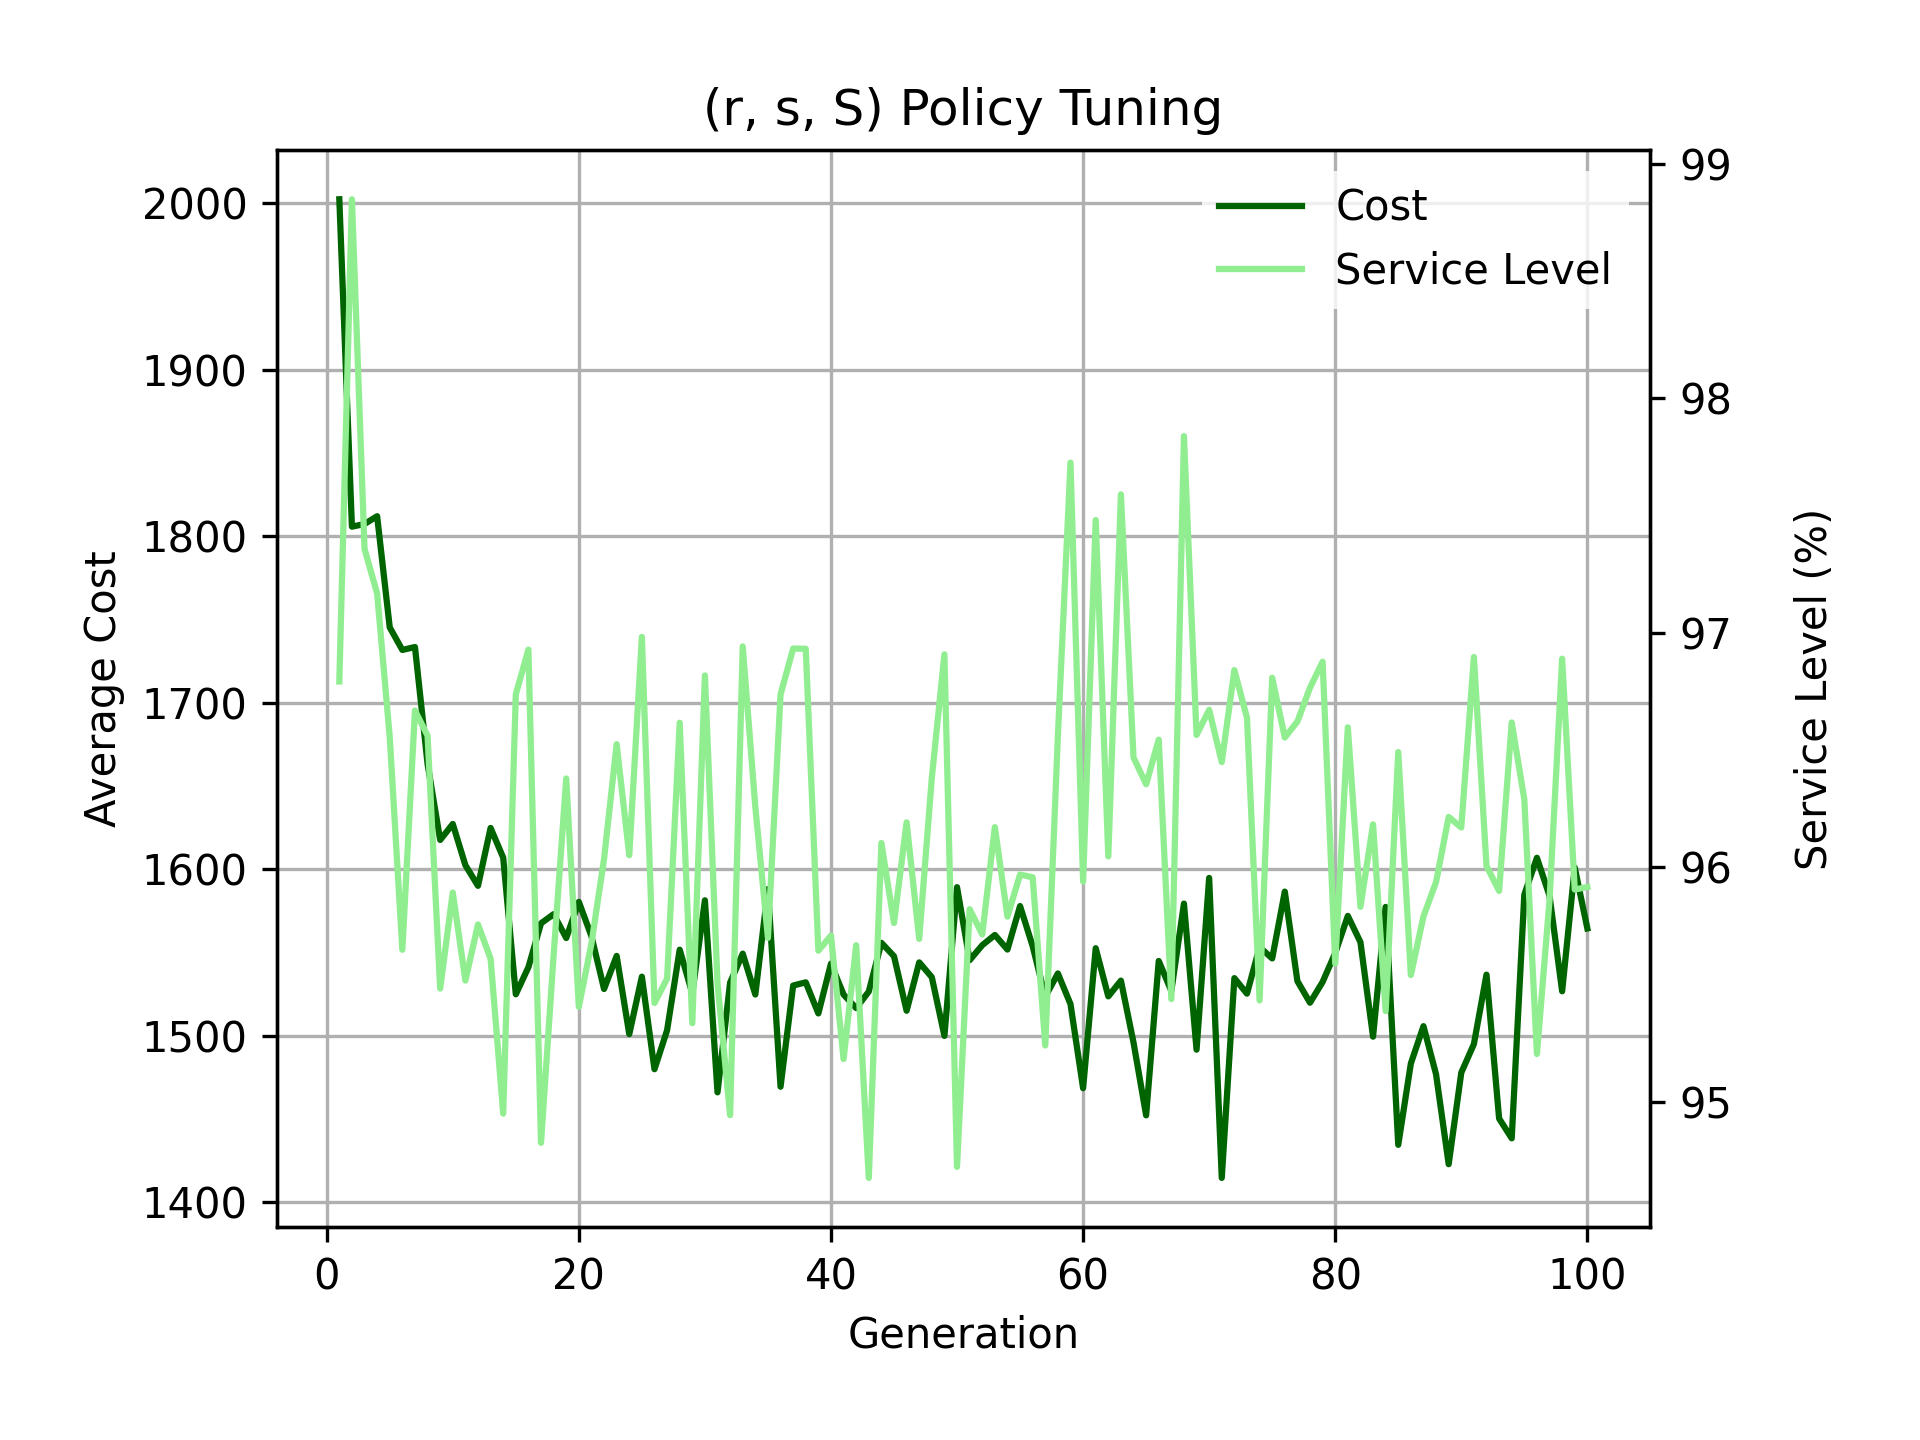 (r, s, S) Policy Tuning
Cost
Service Level
2000
1900
1800
1700
1600
1500
1400
Average Cost
99
98
97
96
95
Service Level (%)
0 20 40 60 80 100
Generation